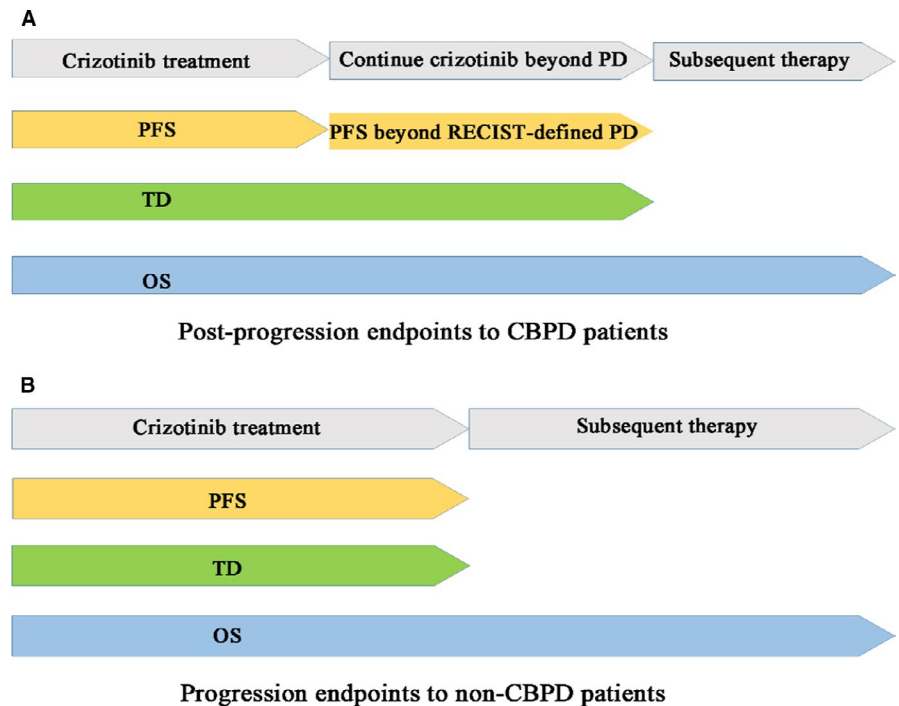 A
Crizotinib treatment
Continue crizotinib beyond PD
Subsequent therapy
PFS
PFS beyond RECIST-defined PD
TD
OS
Post-progression endpoints to CBPD patients
B
Crizotinib treatment
Subsequent therapy
PFS
TD
OS
Progression endpoints to non-CBPD patients